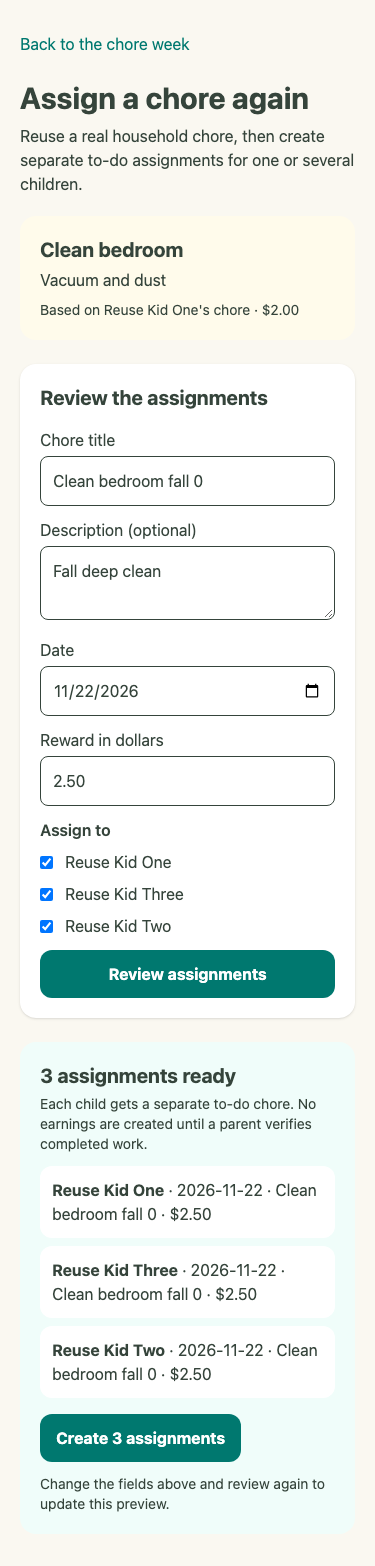 Back to the chore week
Assign a chore again
Reuse a real household chore, then create
separate to-do assignments for one or several
children.
Clean bedroom
Vacuum and dust
Based on Reuse Kid One's chore · $2.00
Review the assignments
Chore title
Clean bedroom fall 0
Description (optional)
Fall deep clean
Date
11/22/2026
Reward in dollars
2.50
Assign to
Reuse Kid One
Reuse Kid Three
Reuse Kid Two
Review assignments
3 assignments ready
Each child gets a separate to-do chore. No
earnings are created until a parent verifies
completed work.
Reuse Kid One · 2026-11-22 · Clean
bedroom fall 0 · $2.50
Reuse Kid Three · 2026-11-22 ·
Clean bedroom fall 0 · $2.50
Reuse Kid Two · 2026-11-22 · Clean
bedroom fall 0 · $2.50
Create 3 assignments
Change the fields above and review again to
update this preview.